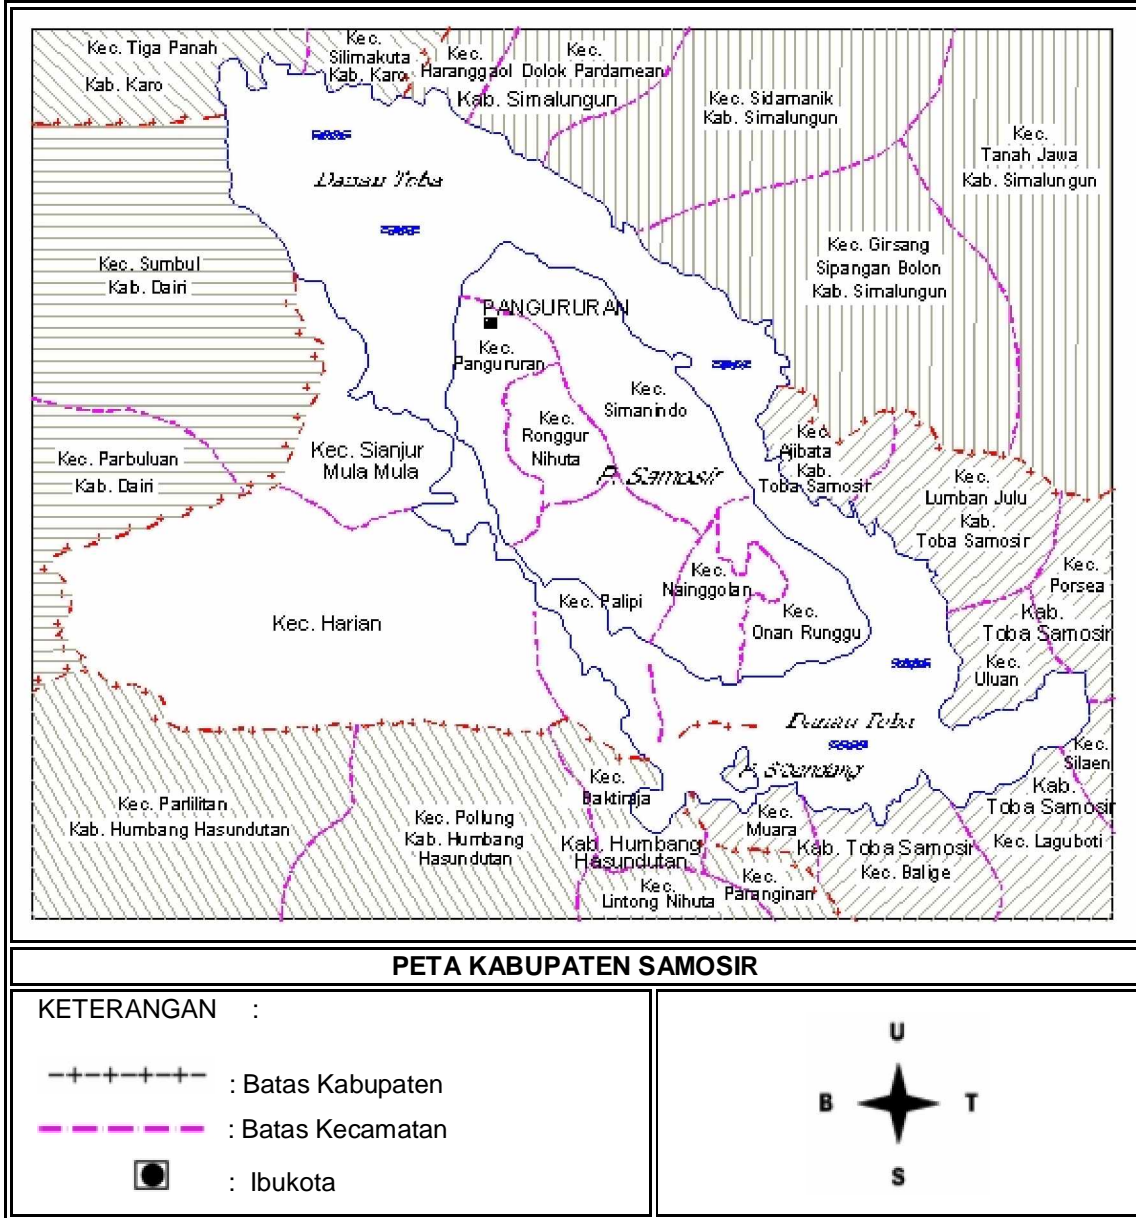 Kec. Tiga Panah
Kab. Karo
Kec.
Silimakuta
Kab. Karo
Kec.
Haranggaol
Kec.
Dolok Pardamean
Kab. Simalungun
Kec. Sidamanik
Kab. Simalungun
Kec.
Tanah Jawa
Kab. Simalungun
Danau Toba
Kec. Sumbul
Kab. Dairi
Kec. Girsang
Sipangan Bolon
Kab. Simalungun
PANGURURAN
Kec.
Pangururan
Kec.
Simanindo
Kec.
Ronggur
Nihuta
Kec. Sianjur
Mula Mula
P. Samosir
Kec. Parbuluan
Kab. Dairi
Kec.
Ajibata
Kab.
Toba Samosir
Kec.
Lumban Julu
Kab.
Toba Samosir
Kec.
Porsea
Kab.
Toba Samosir
Kec.
Uluan
Kec.
Nainggolan
Kec. Palipi
Kec.
Onan Runggu
Kec. Harian
Danau Toba
P. Sibandang
Kec.
Silaen
Kab.
Toba Samosir
Kec. Laguboti
Kec.
Baktiraja
Kab. Humbang
Hasundutan
Kec.
Muara
Kab. Toba Samosir
Kec. Balige
Kec. Parlilitan
Kab. Humbang Hasundutan
Kec. Pollung
Kab. Humbang
Hasundutan
Kec.
Lintong Nihuta
Kec.
Paranginan
PETA KABUPATEN SAMOSIR
KETERANGAN :
: Batas Kabupaten
: Batas Kecamatan
: Ibukota
U
B T
S